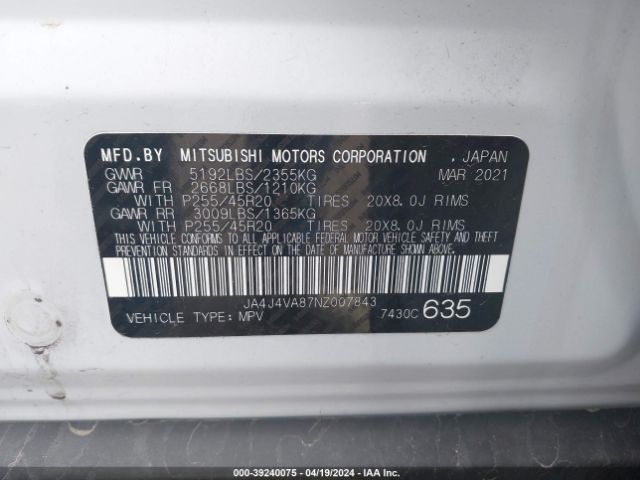 MFD.BY MITSUBISHI MOTORS CORPORATION , JAPAN
GVWR 5192LBS/2355KG MAR 2021
GAWR FR 2668LBS/1210KG
WITH P255/45R20 TIRES 20X8.0J RIMS
GAWR RR 3009LBS/1365KG
WITH P255/45R20 TIRES 20X8.0J RIMS
THIS VEHICLE CONFORMS TO ALL APPLICABLE FEDERAL MOTOR VEHICLE SAFETY AND THEFT
PREVENTION STANDARDS IN EFFECT ON THE DATE OF MANUFACTURE SHOWN ABOVE.
JA4J4VA87NZ007843
VEHICLE TYPE: MPV 7430C 635
000-39240075 - 04/19/2024 - IAA Inc.